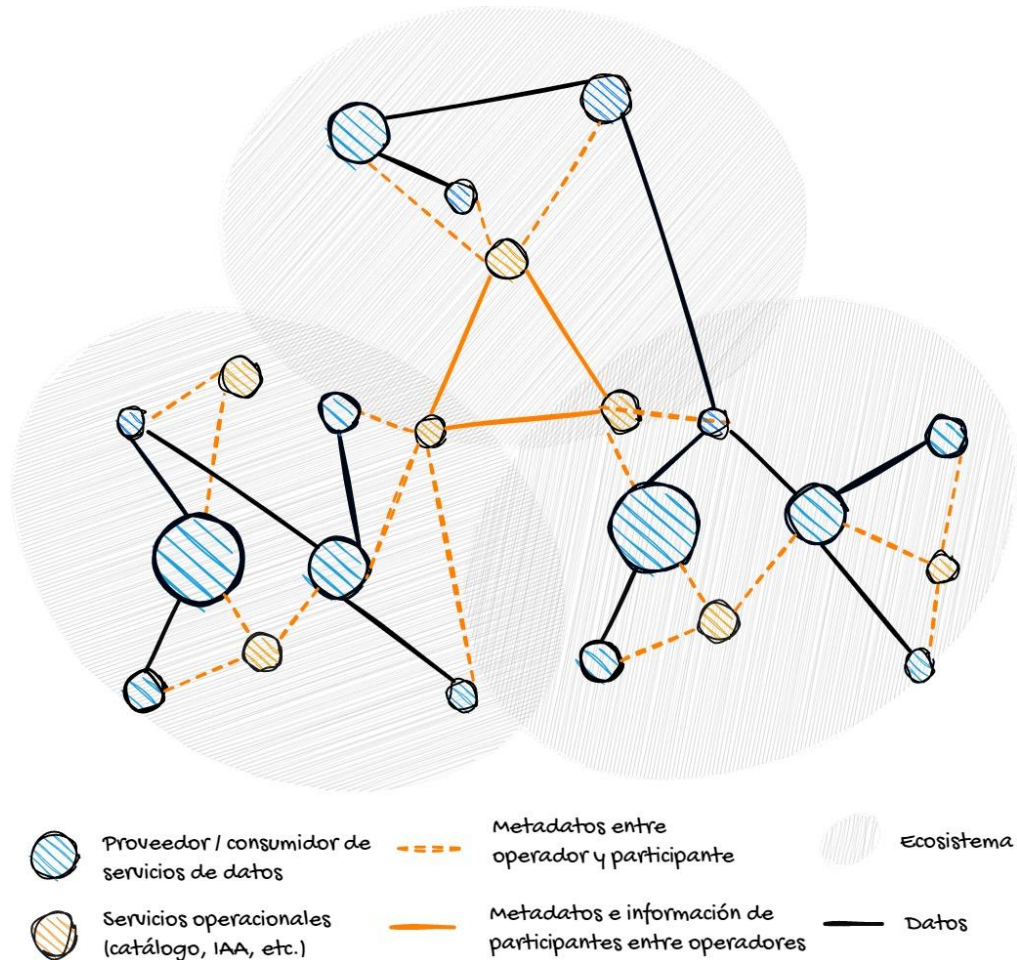 Proveedor / consumidor de
servicios de datos
Servicios operacionales
(catálogo, IAA, etc.)
Metadatos entre
operador y participante
Metadatos e información de
participantes entre operadores
Ecosistema
Datos